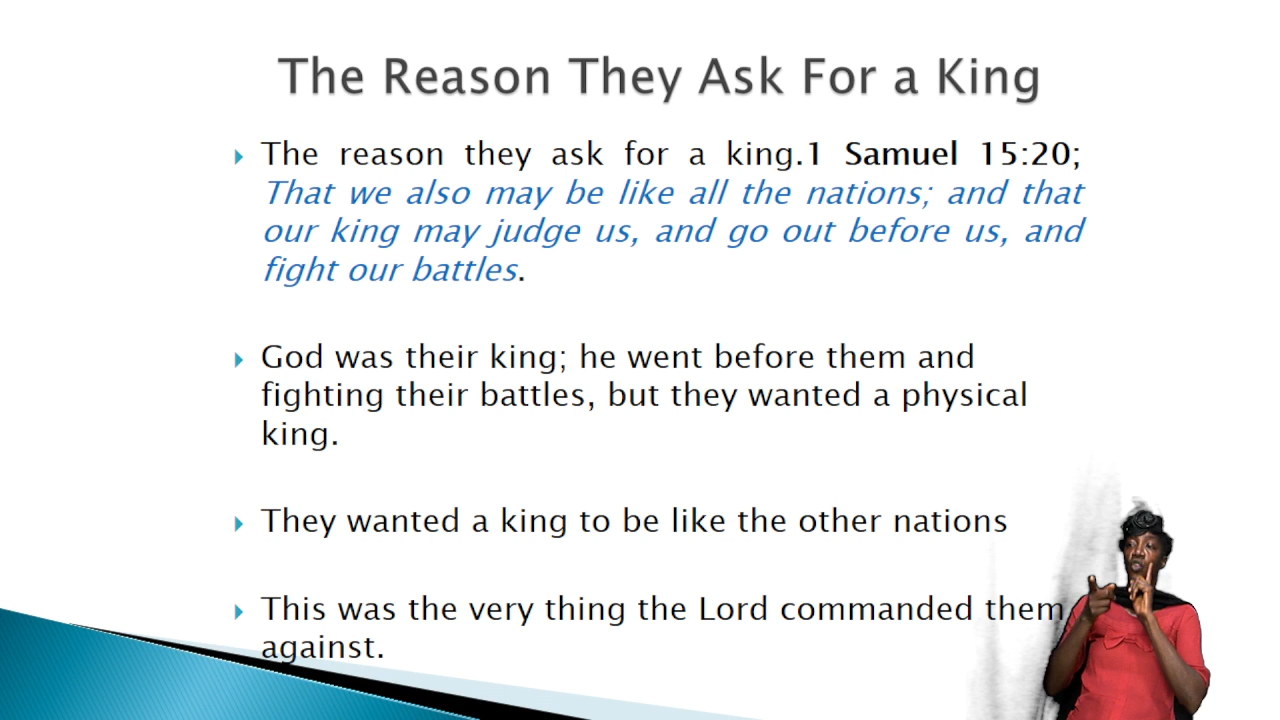 The Reason They Ask For a King
The reason they ask for a king.1 Samuel 15:20;
That we also may be like all the nations; and that
our king may judge us, and go out before us, and
fight our battles.
God was their king; he went before them and
fighting their battles, but they wanted a physical
king.
They wanted a king to be like the other nations
This was the very thing the Lord commanded them
against.